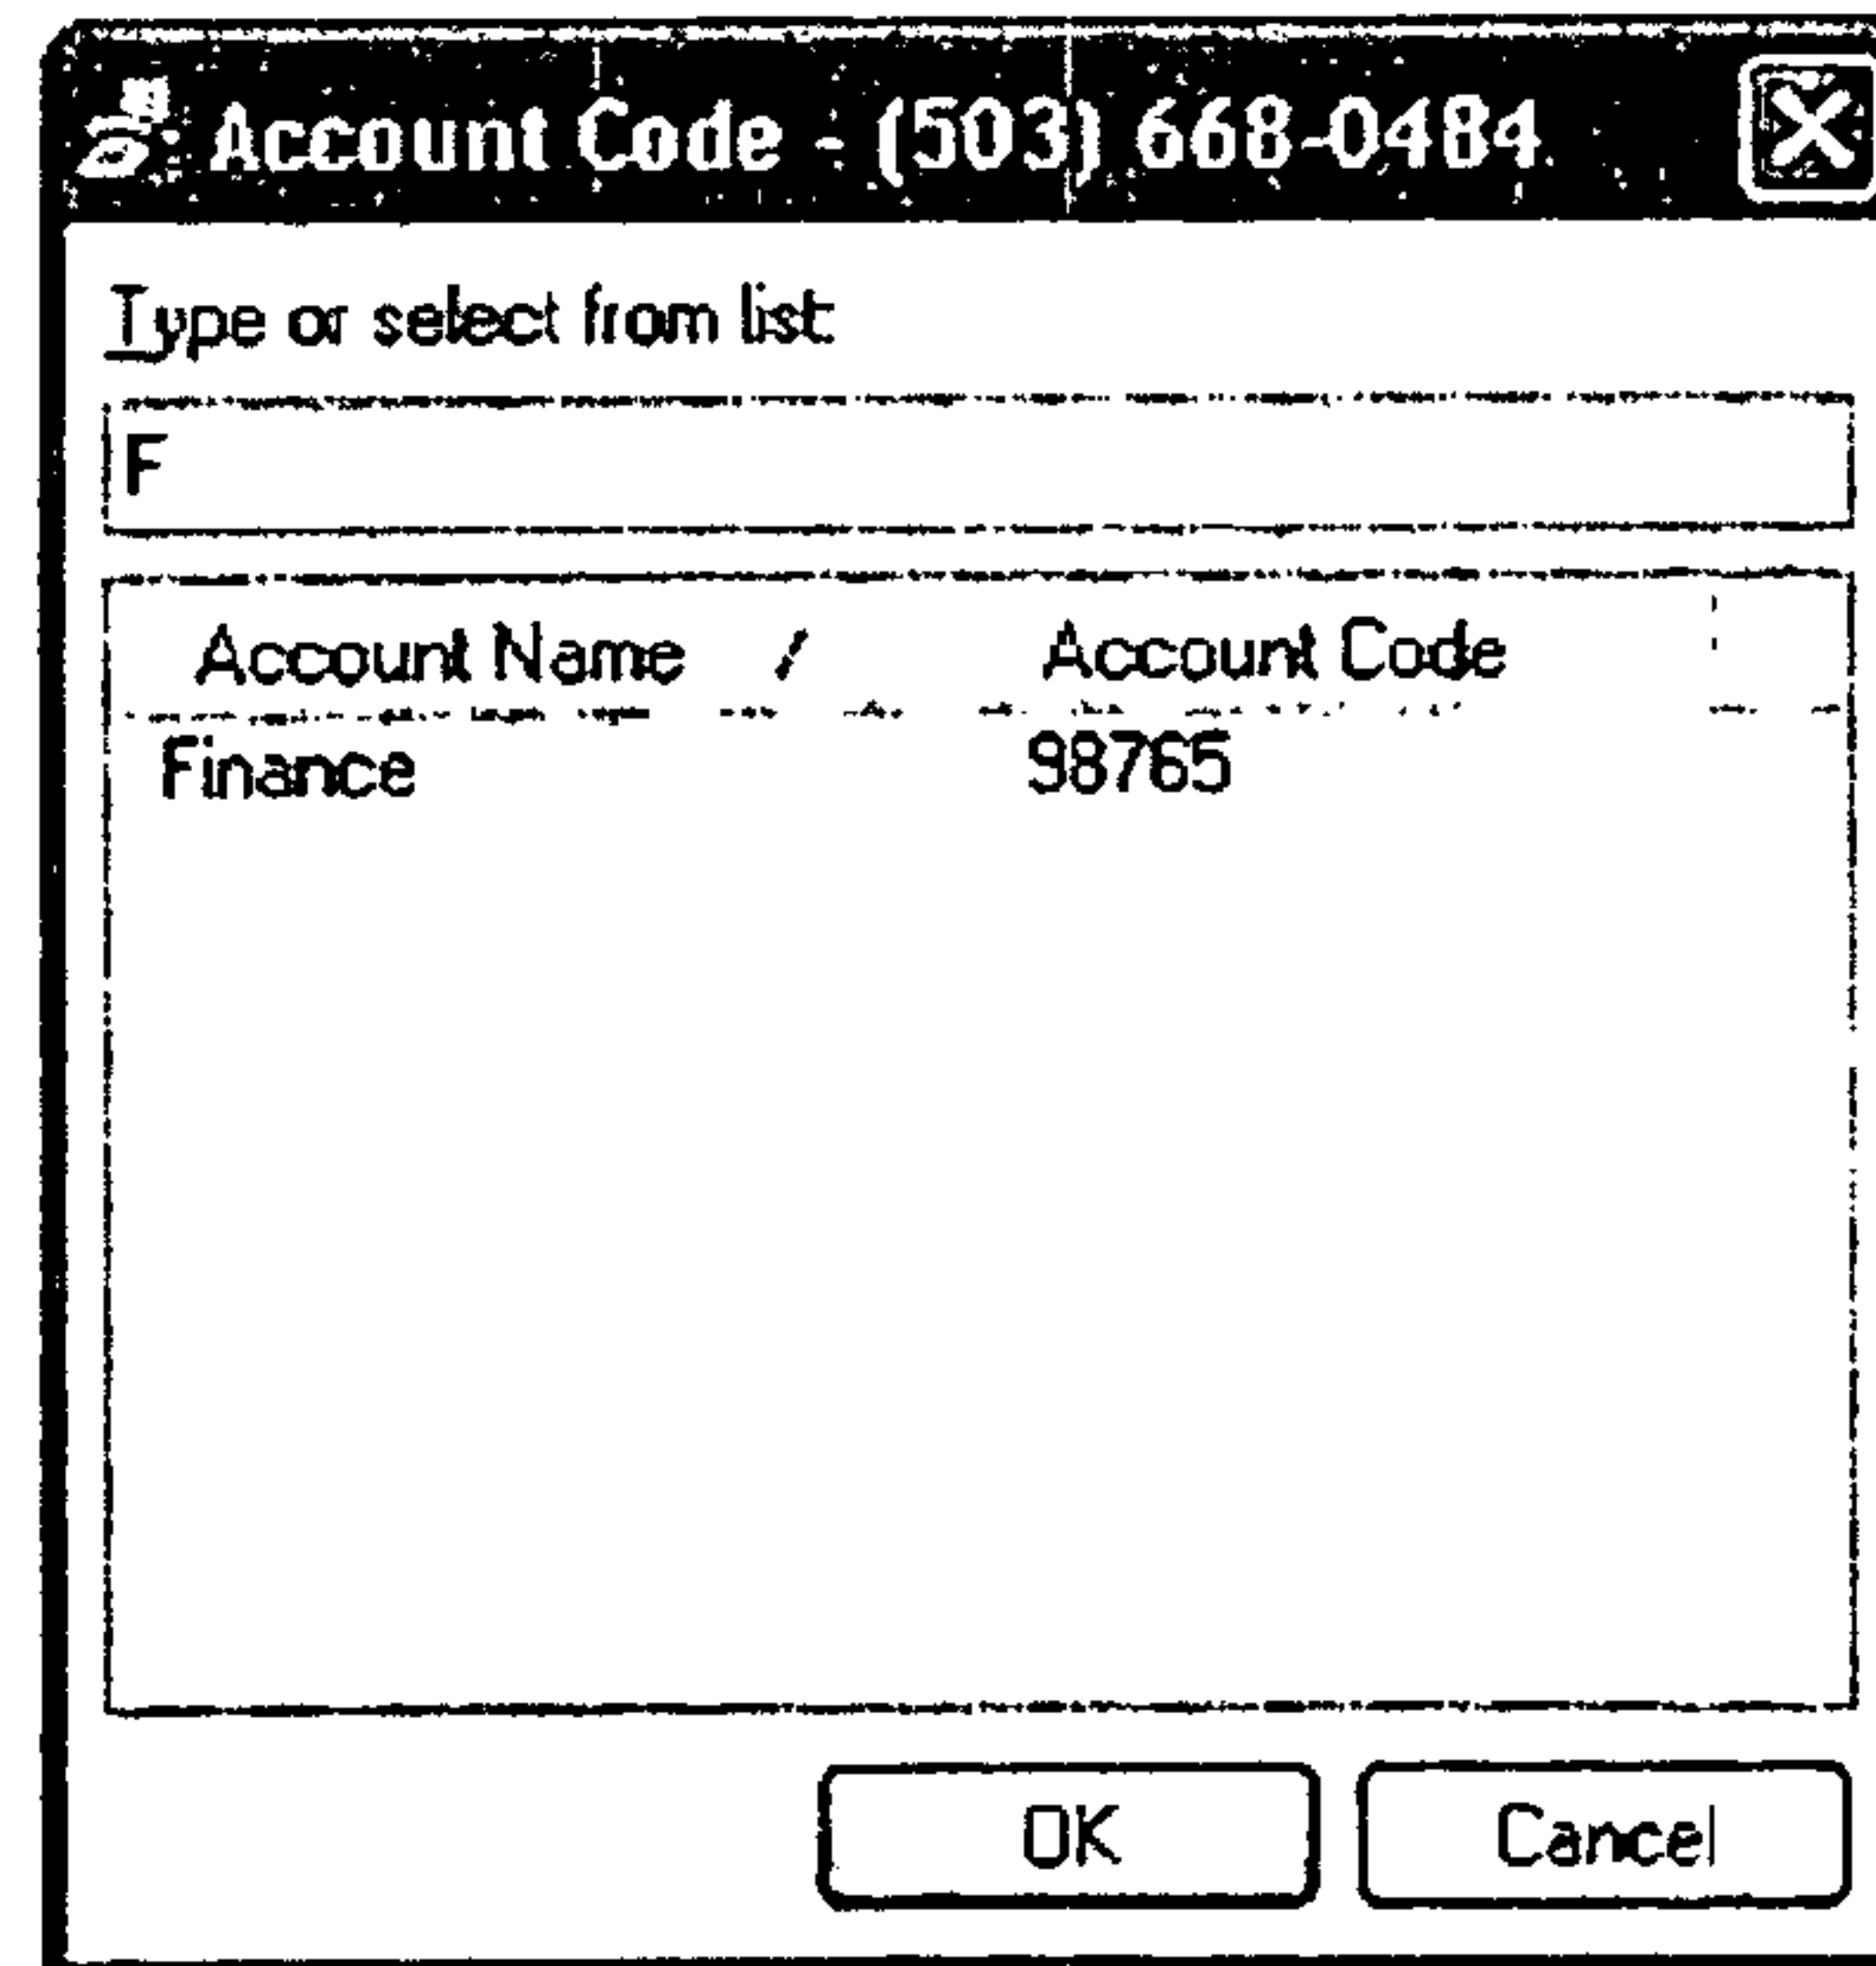 Account Code - (503) 668-0484
Type or select from list
F
Account Name / Account Code
Finance 98765
OK Cancel